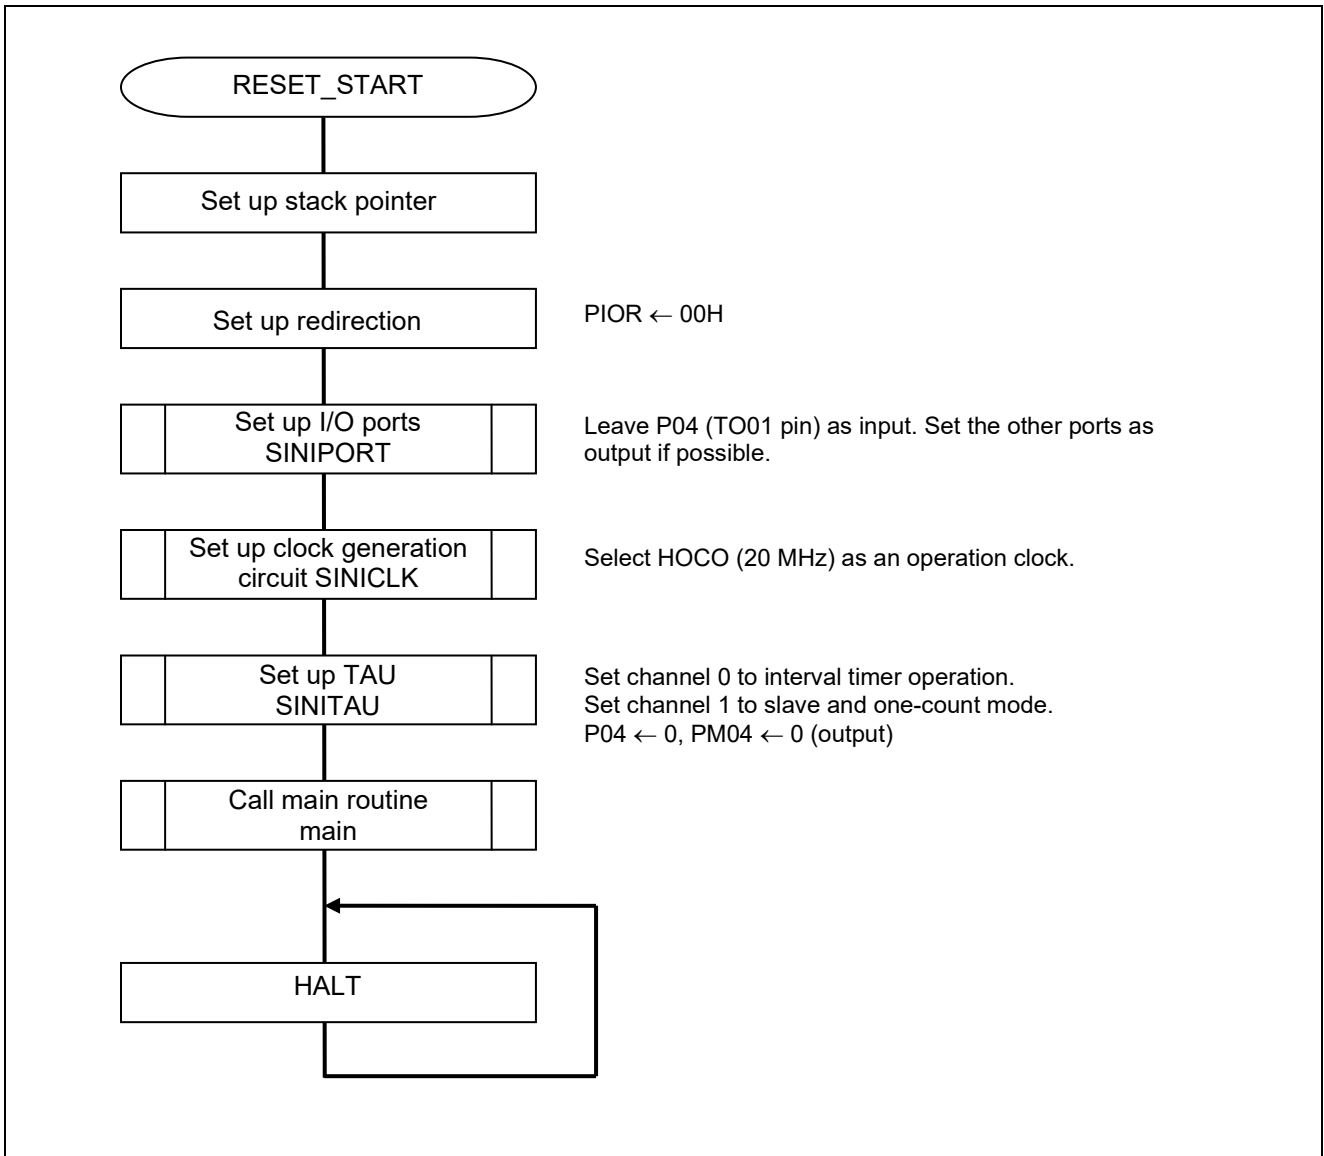 RESET_START
Set up stack pointer
Set up redirection
PIOR ← 00H
Set up I/O ports
SINIPORT
Leave P04 (TO01 pin) as input. Set the other ports as
output if possible.
Set up clock generation
circuit SINICLK
Select HOCO (20 MHz) as an operation clock.
Set up TAU
SINITAU
Set channel 0 to interval timer operation.
Set channel 1 to slave and one-count mode.
P04 ← 0, PM04 ← 0 (output)
Call main routine
main
HALT